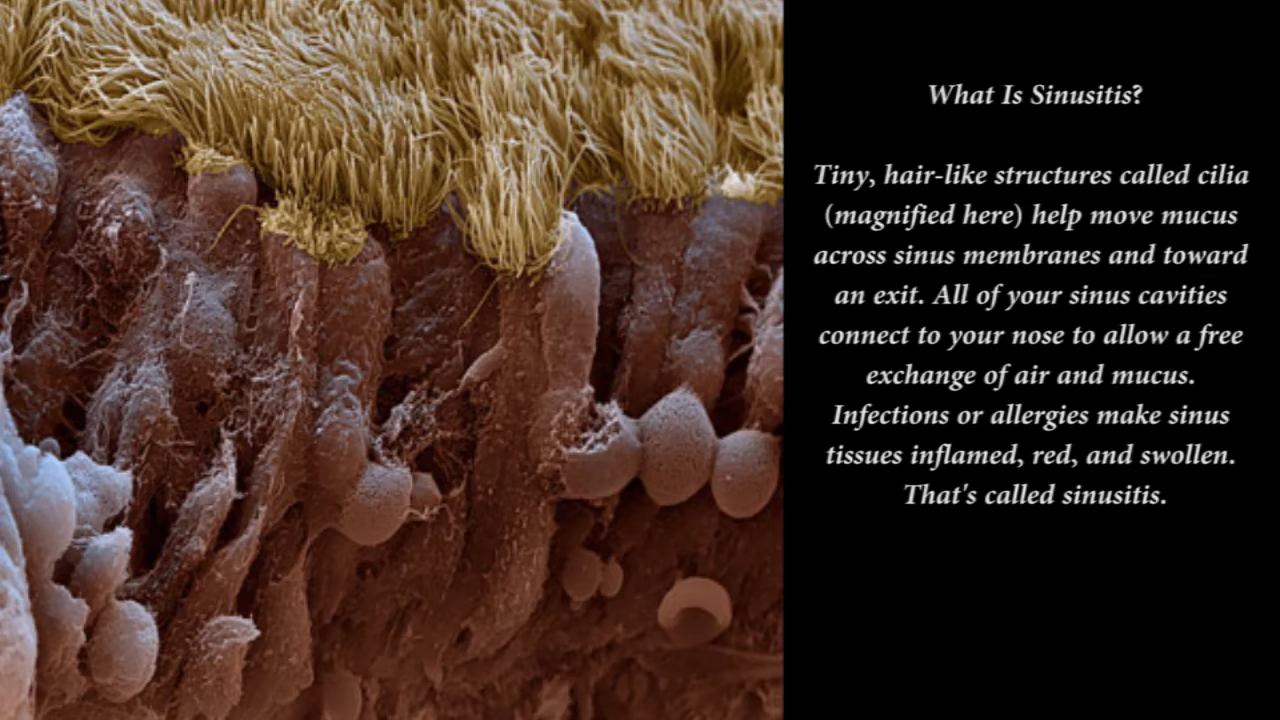 What Is Sinusitis?
Tiny, hair-like structures called cilia
(magnified here) help move mucus
across sinus membranes and toward
an exit. All of your sinus cavities
connect to your nose to allow a free
exchange of air and mucus.
Infections or allergies make sinus
tissues inflamed, red, and swollen.
That's called sinusitis.